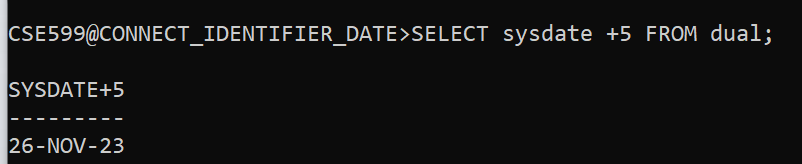 CSE599@CONNECT_IDENTIFIER_DATE>SELECT sysdate +5 FROM dual;
SYSDATE+5
---------
26-NOV-23